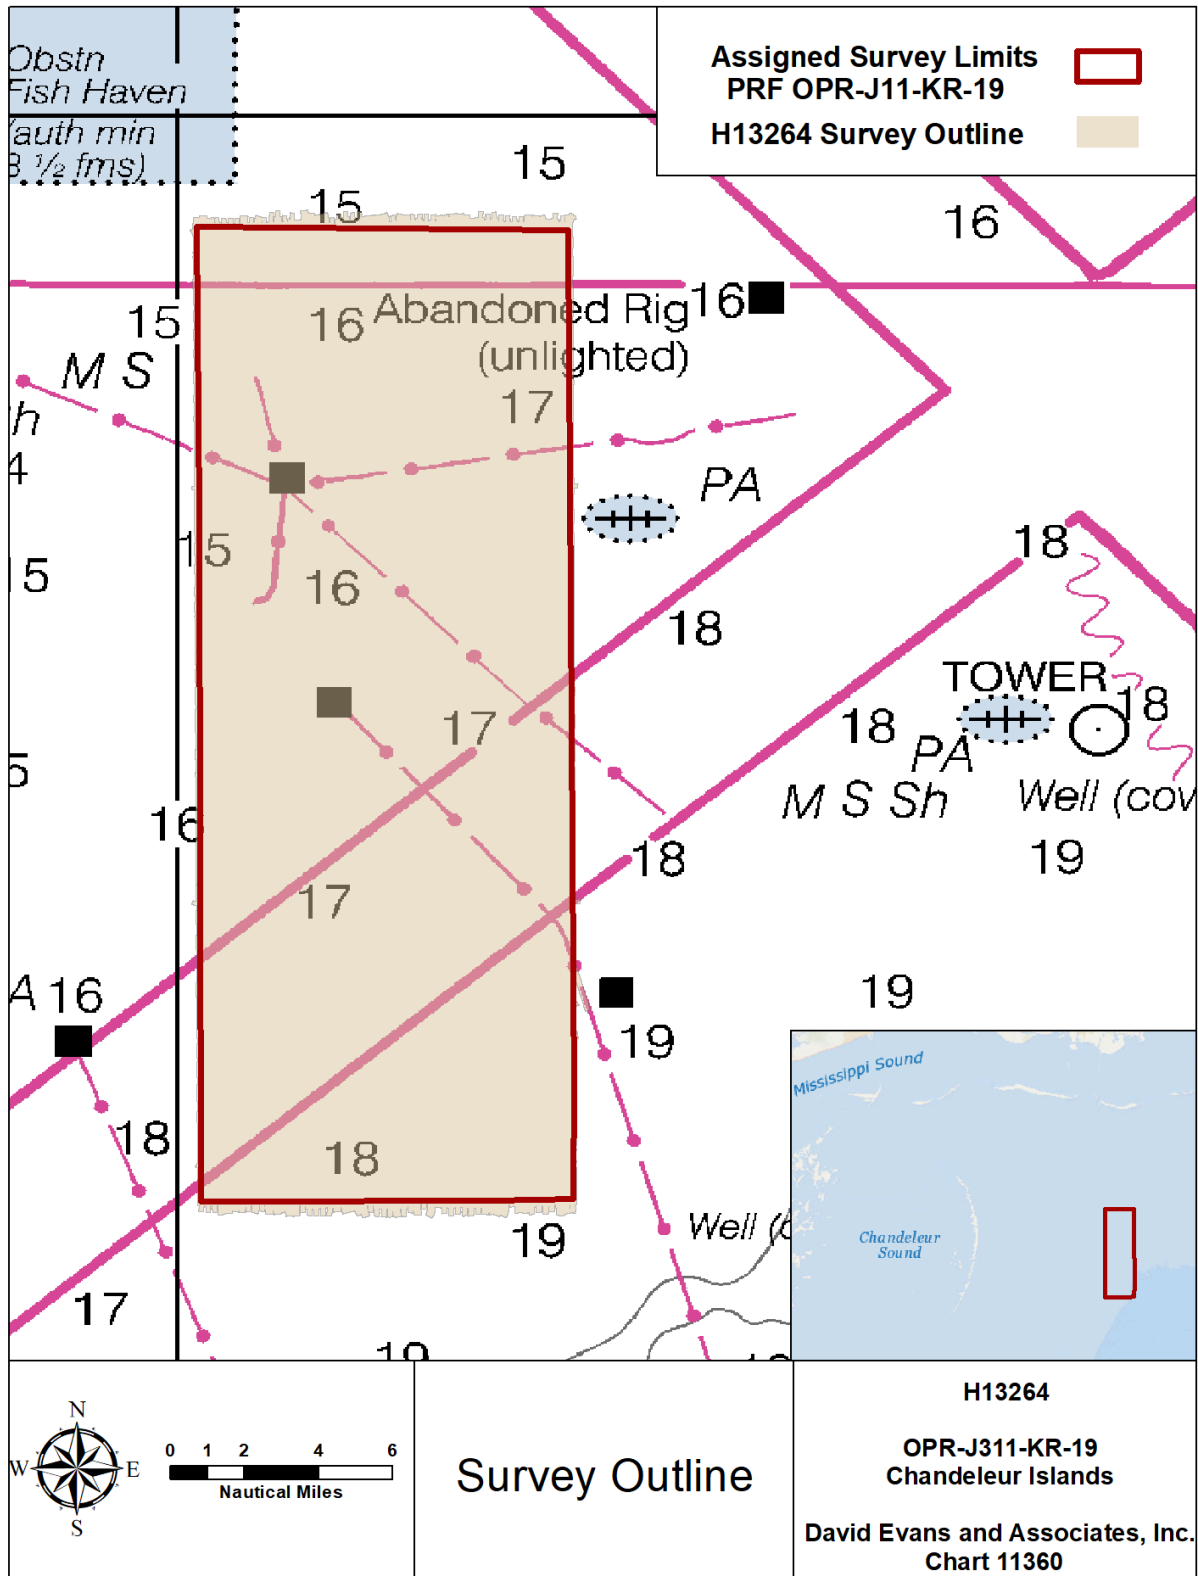 Obstn
Fish Haven
(auth min
8 ½ fms)
Assigned Survey Limits
PRF OPR-J11-KR-19
H13264 Survey Outline
15
15
16
15
16
Abandoned Rig
(unlighted)
16
M S
17
h
4
PA
15
15
16
18
18
TOWER
18
17
18
PA
5
16
M S Sh
Well (cov
18
19
17
A
16
19
19
18
18
19
Well (
17
19
Mississippi Sound
Chandeleur
Sound
N
W
E
S
0 1 2 4 6
Nautical Miles
Survey Outline
H13264
OPR-J311-KR-19
Chandeleur Islands
David Evans and Associates, Inc.
Chart 11360